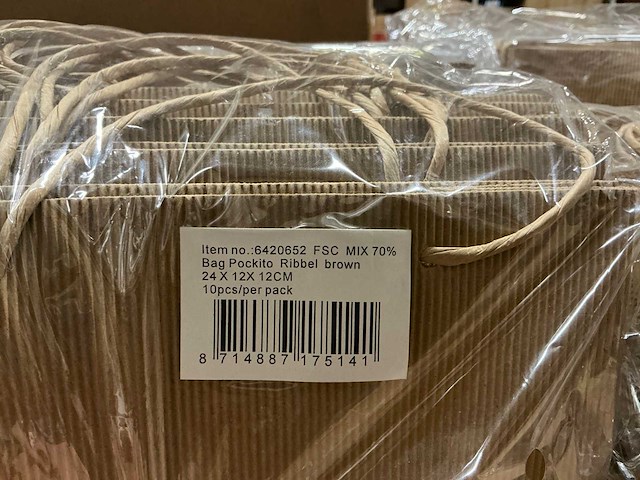 Item no.:6420652 FSC MIX 70%
Bag Pockito Ribbel brown
24 X 12X 12CM
10pcs/per pack
8 714887 175141